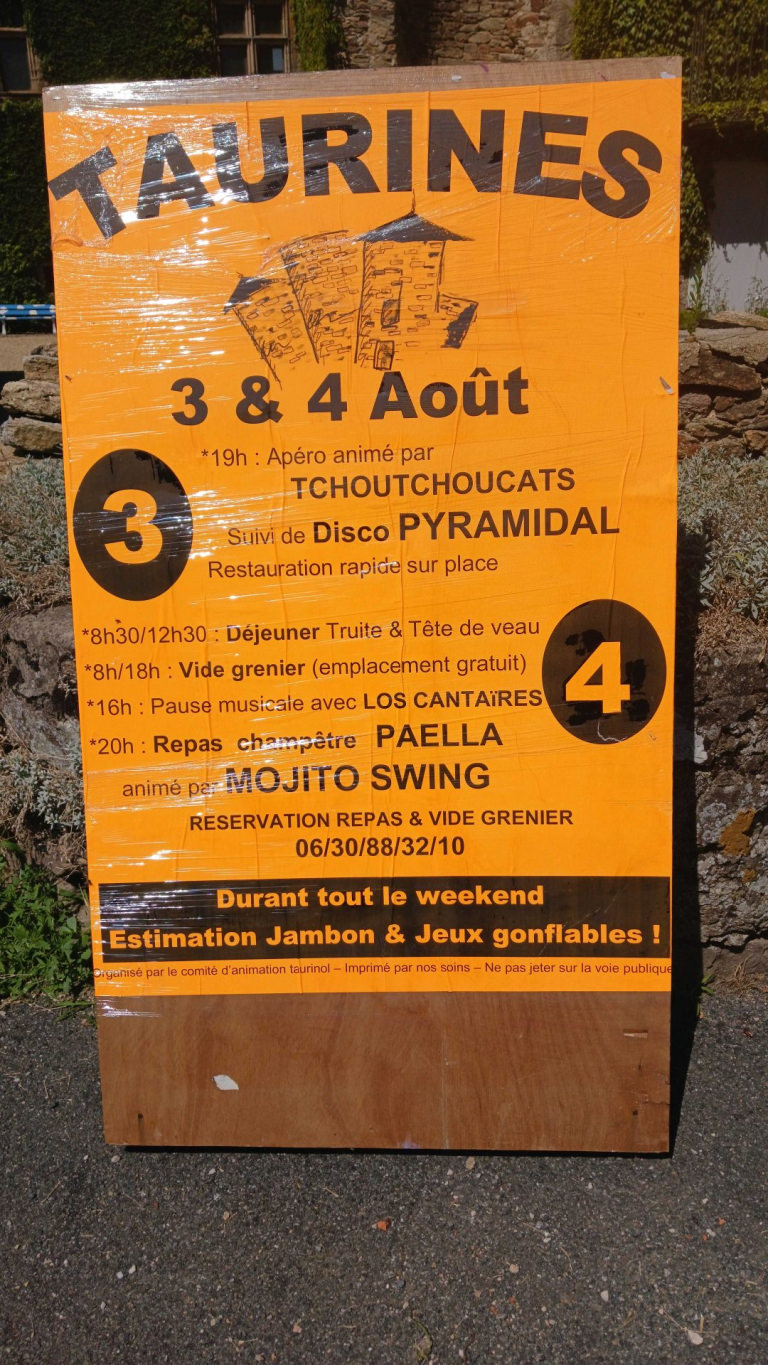 TAURINES
3 & 4 Août
3
*19h : Apéro animé par
TCHOUTCHOUCATS
Suivi de Disco PYRAMIDAL
Restauration rapide sur place
*8h30/12h30 : Déjeuner Truite & Tête de veau
*8h/18h : Vide grenier (emplacement gratuit)
4
*16h : Pause musicale avec LOS CANTAïRES
*20h : Repas champêtre PAELLA
animé par MOJITO SWING
RESERVATION REPAS & VIDE GRENIER
06/30/88/32/10
Durant tout le weekend
Estimation Jambon & Jeux gonflables !
Organisé par le comité d'animation taurinol – Imprimé par nos soins – Ne pas jeter sur la voie publique